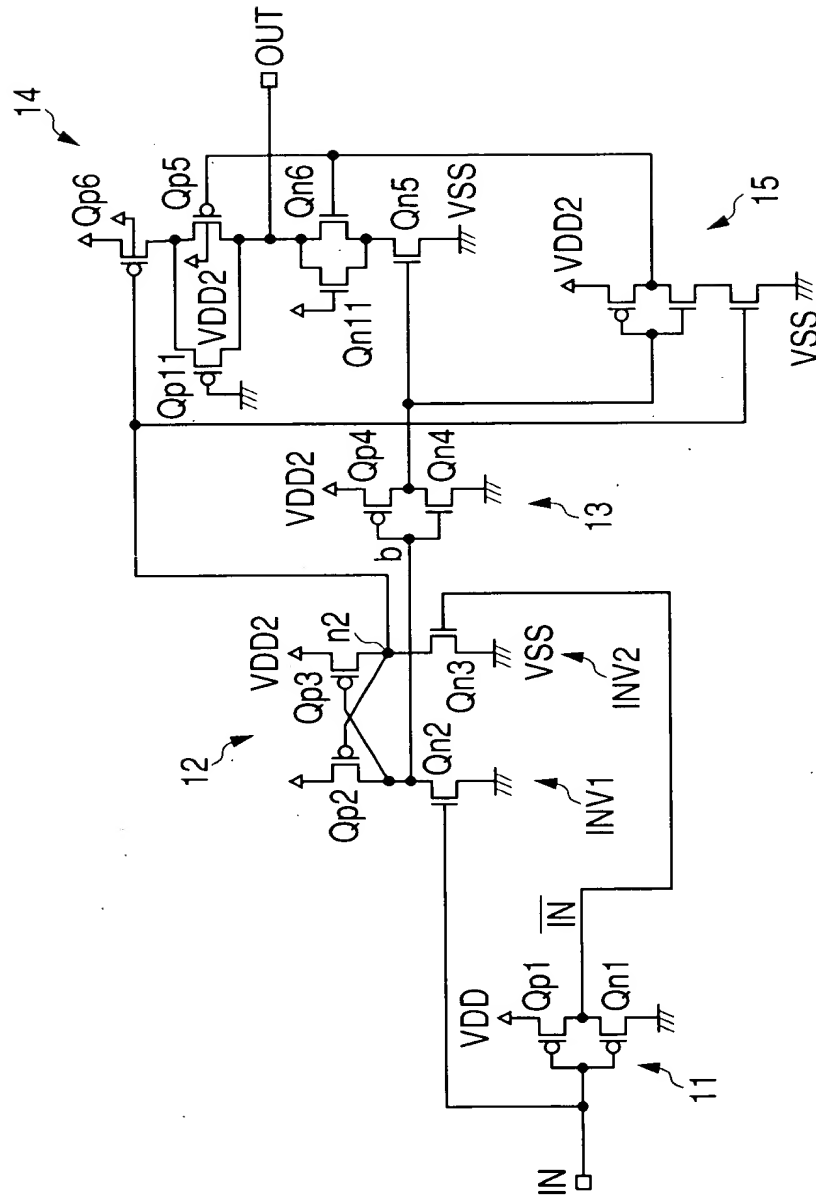 IN
11
VDD
Qp1
Qn1
IN
12
Qp2
Qp3
VDD2
n2
Qn2
Qn3
VSS
INV1
INV2
b
VDD2
Qp4
Qn4
13
14
Qp6
Qp5
VDD2
Qp11
Qn11
Qn6
Qn5
VSS
OUT
VDD2
15
VSS